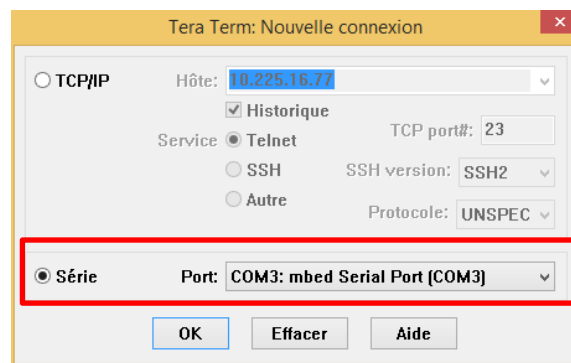 Tera Term: Nouvelle connexion
TCP/IP Hôte: 10.225.16.77
Historique
Service Telnet TCP port#: 23
SSH SSH version: SSH2
Autre Protocole: UNSPEC
Série Port: COM3: mbed Serial Port (COM3)
OK Effacer Aide